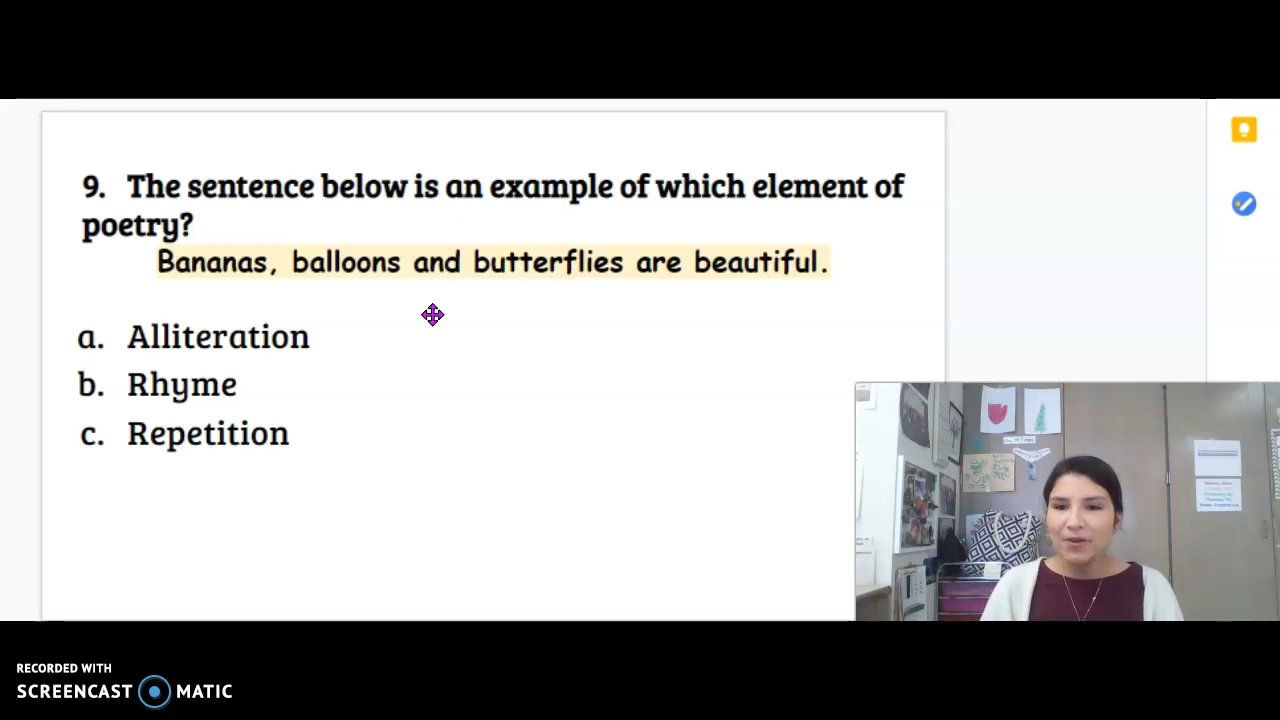 9. The sentence below is an example of which element of
poetry?
Bananas, balloons and butterflies are beautiful.
a. Alliteration
b. Rhyme
c. Repetition
RECORDED WITH
SCREENCAST MATIC